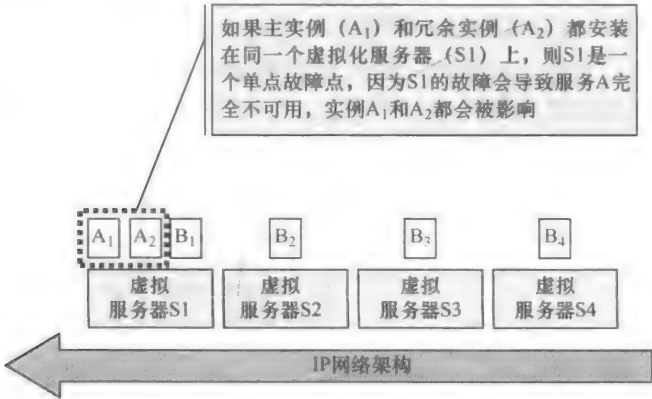 如果主实例（A₁）和冗余实例（A₂）都安装
在同一个虚拟化服务器（S1）上，则S1是一
个单点故障点，因为S1的故障会导致服务A完
全不可用，实例A₁和A₂都会被影响
A₁ A₂ B₁ B₂ B₃ B₄
虚拟 虚拟 虚拟 虚拟
服务器S1 服务器S2 服务器S3 服务器S4
IP网络架构